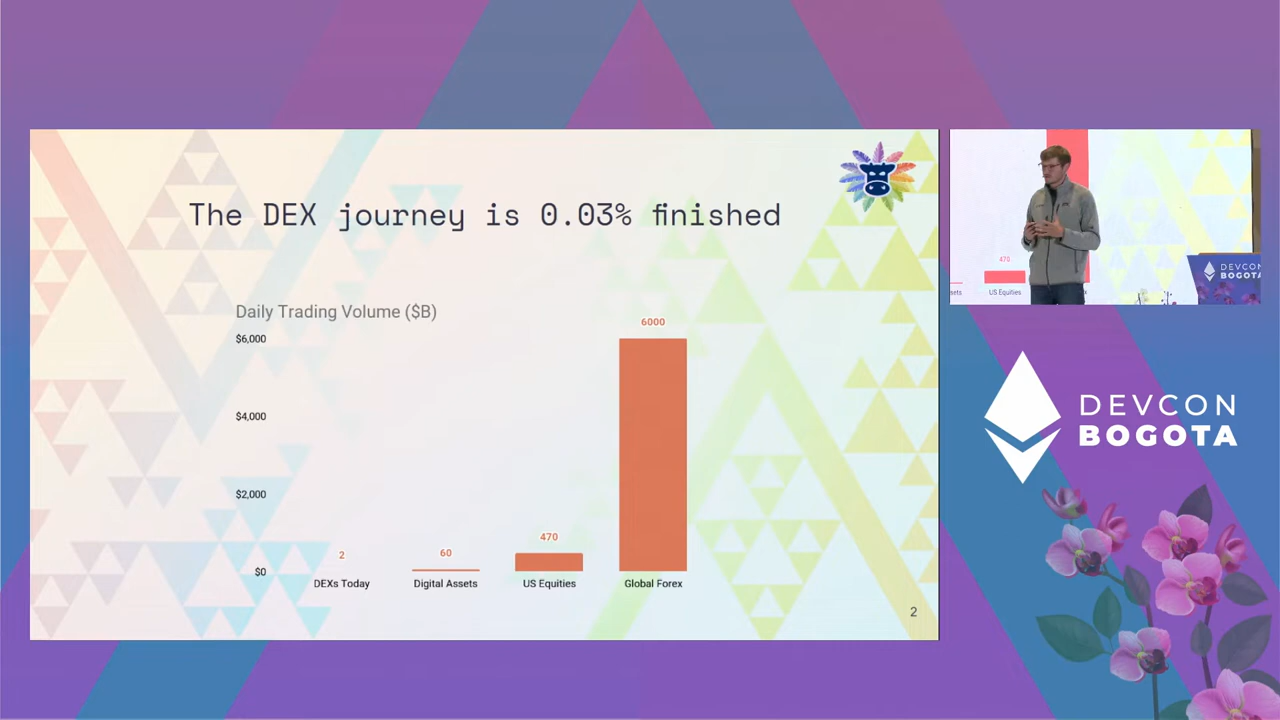 The DEX journey is 0.03% finished
Daily Trading Volume ($B)
$6,000
$4,000
$2,000
$0
2
60
470
6000
DEXs Today
Digital Assets
US Equities
Global Forex
2
470
US Equities
DEVCON
BOGOTA
DEVCON
BOGOTA